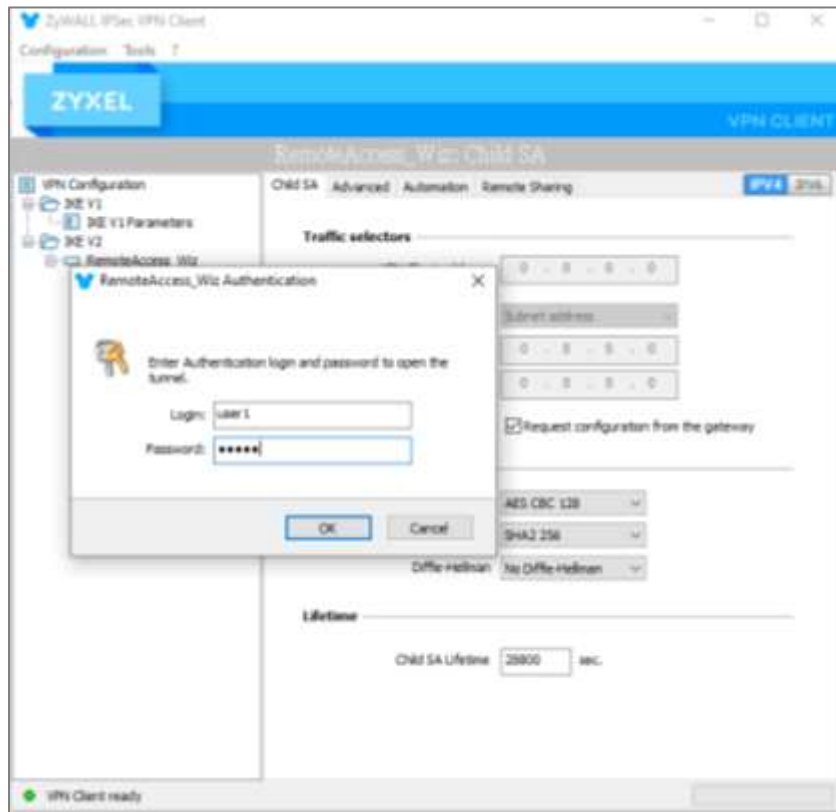 ZyWALL IPSec VPN Client
Configuration Tools ?
ZYXEL
VPN CLIENT
RemoteAccess_Wiz: Child SA
VPN Configuration
IKE V1
IKE V1 Parameters
IKE V2
RemoteAccess_Wiz
Child SA Advanced Automation Remote Sharing
IPV4 IPV6
Traffic selectors
0 . 0 . 0 . 0
Subnet address
0 . 0 . 0 . 0
0 . 0 . 0 . 0
Request configuration from the gateway
RemoteAccess_Wiz Authentication
Enter Authentication login and password to open the
tunnel.
Login: user1
Password: •••••
OK Cancel
AES CBC 128
SHA2 256
Diffie-Hellman No Diffie-Hellman
Lifetime
Child SA Lifetime 28800 sec.
VPN Client ready